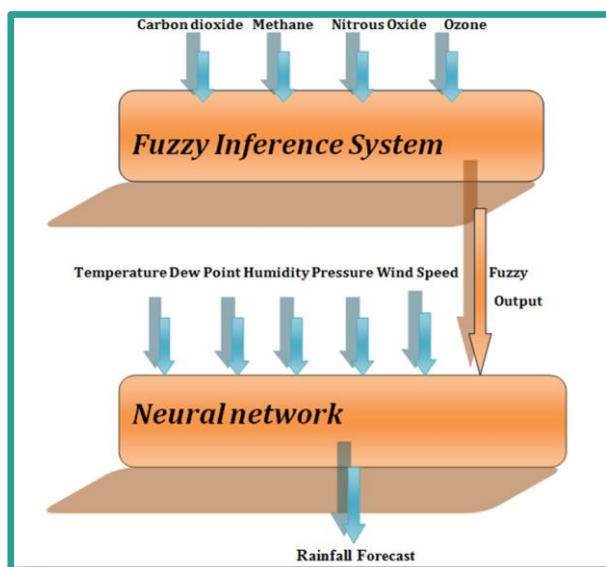 Carbon dioxide Methane Nitrous Oxide Ozone
Fuzzy Inference System
Temperature Dew Point Humidity Pressure Wind Speed Fuzzy
Output
Neural network
Rainfall Forecast